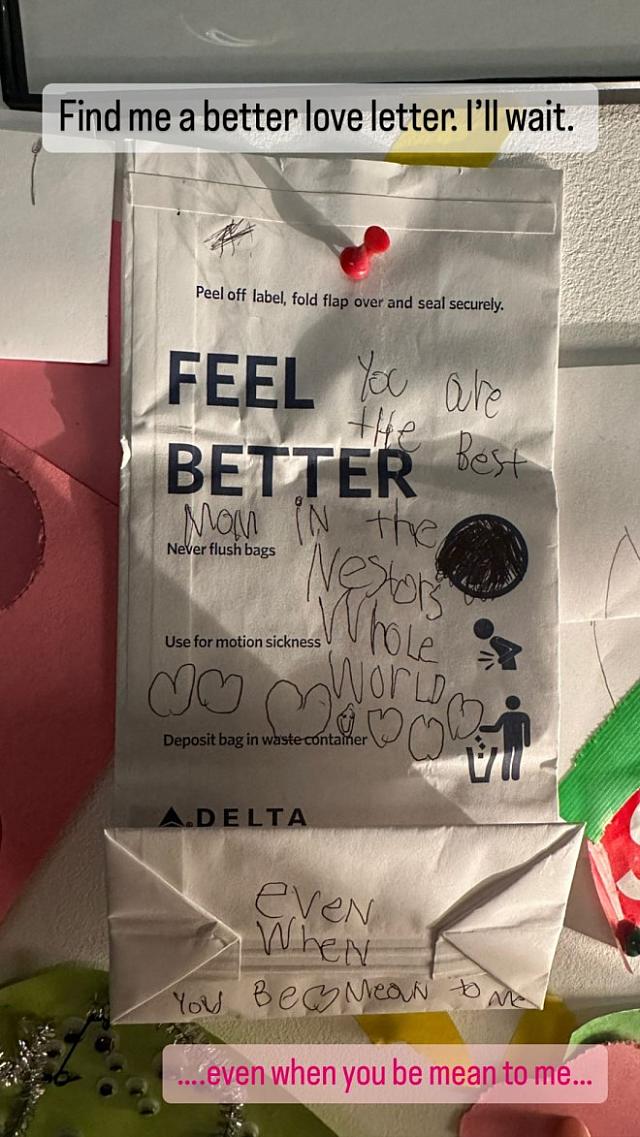 Find me a better love letter. I'll wait.
Peel off label, fold flap over and seal securely.
FEEL
You are
the
BETTER
Best
Mom in the
Never flush bags
Nestor's
Use for motion sickness
Whole
World
Deposit bag in waste container
DELTA
EVEN
WhEN
You Be Mean to Me
....even when you be mean to me...